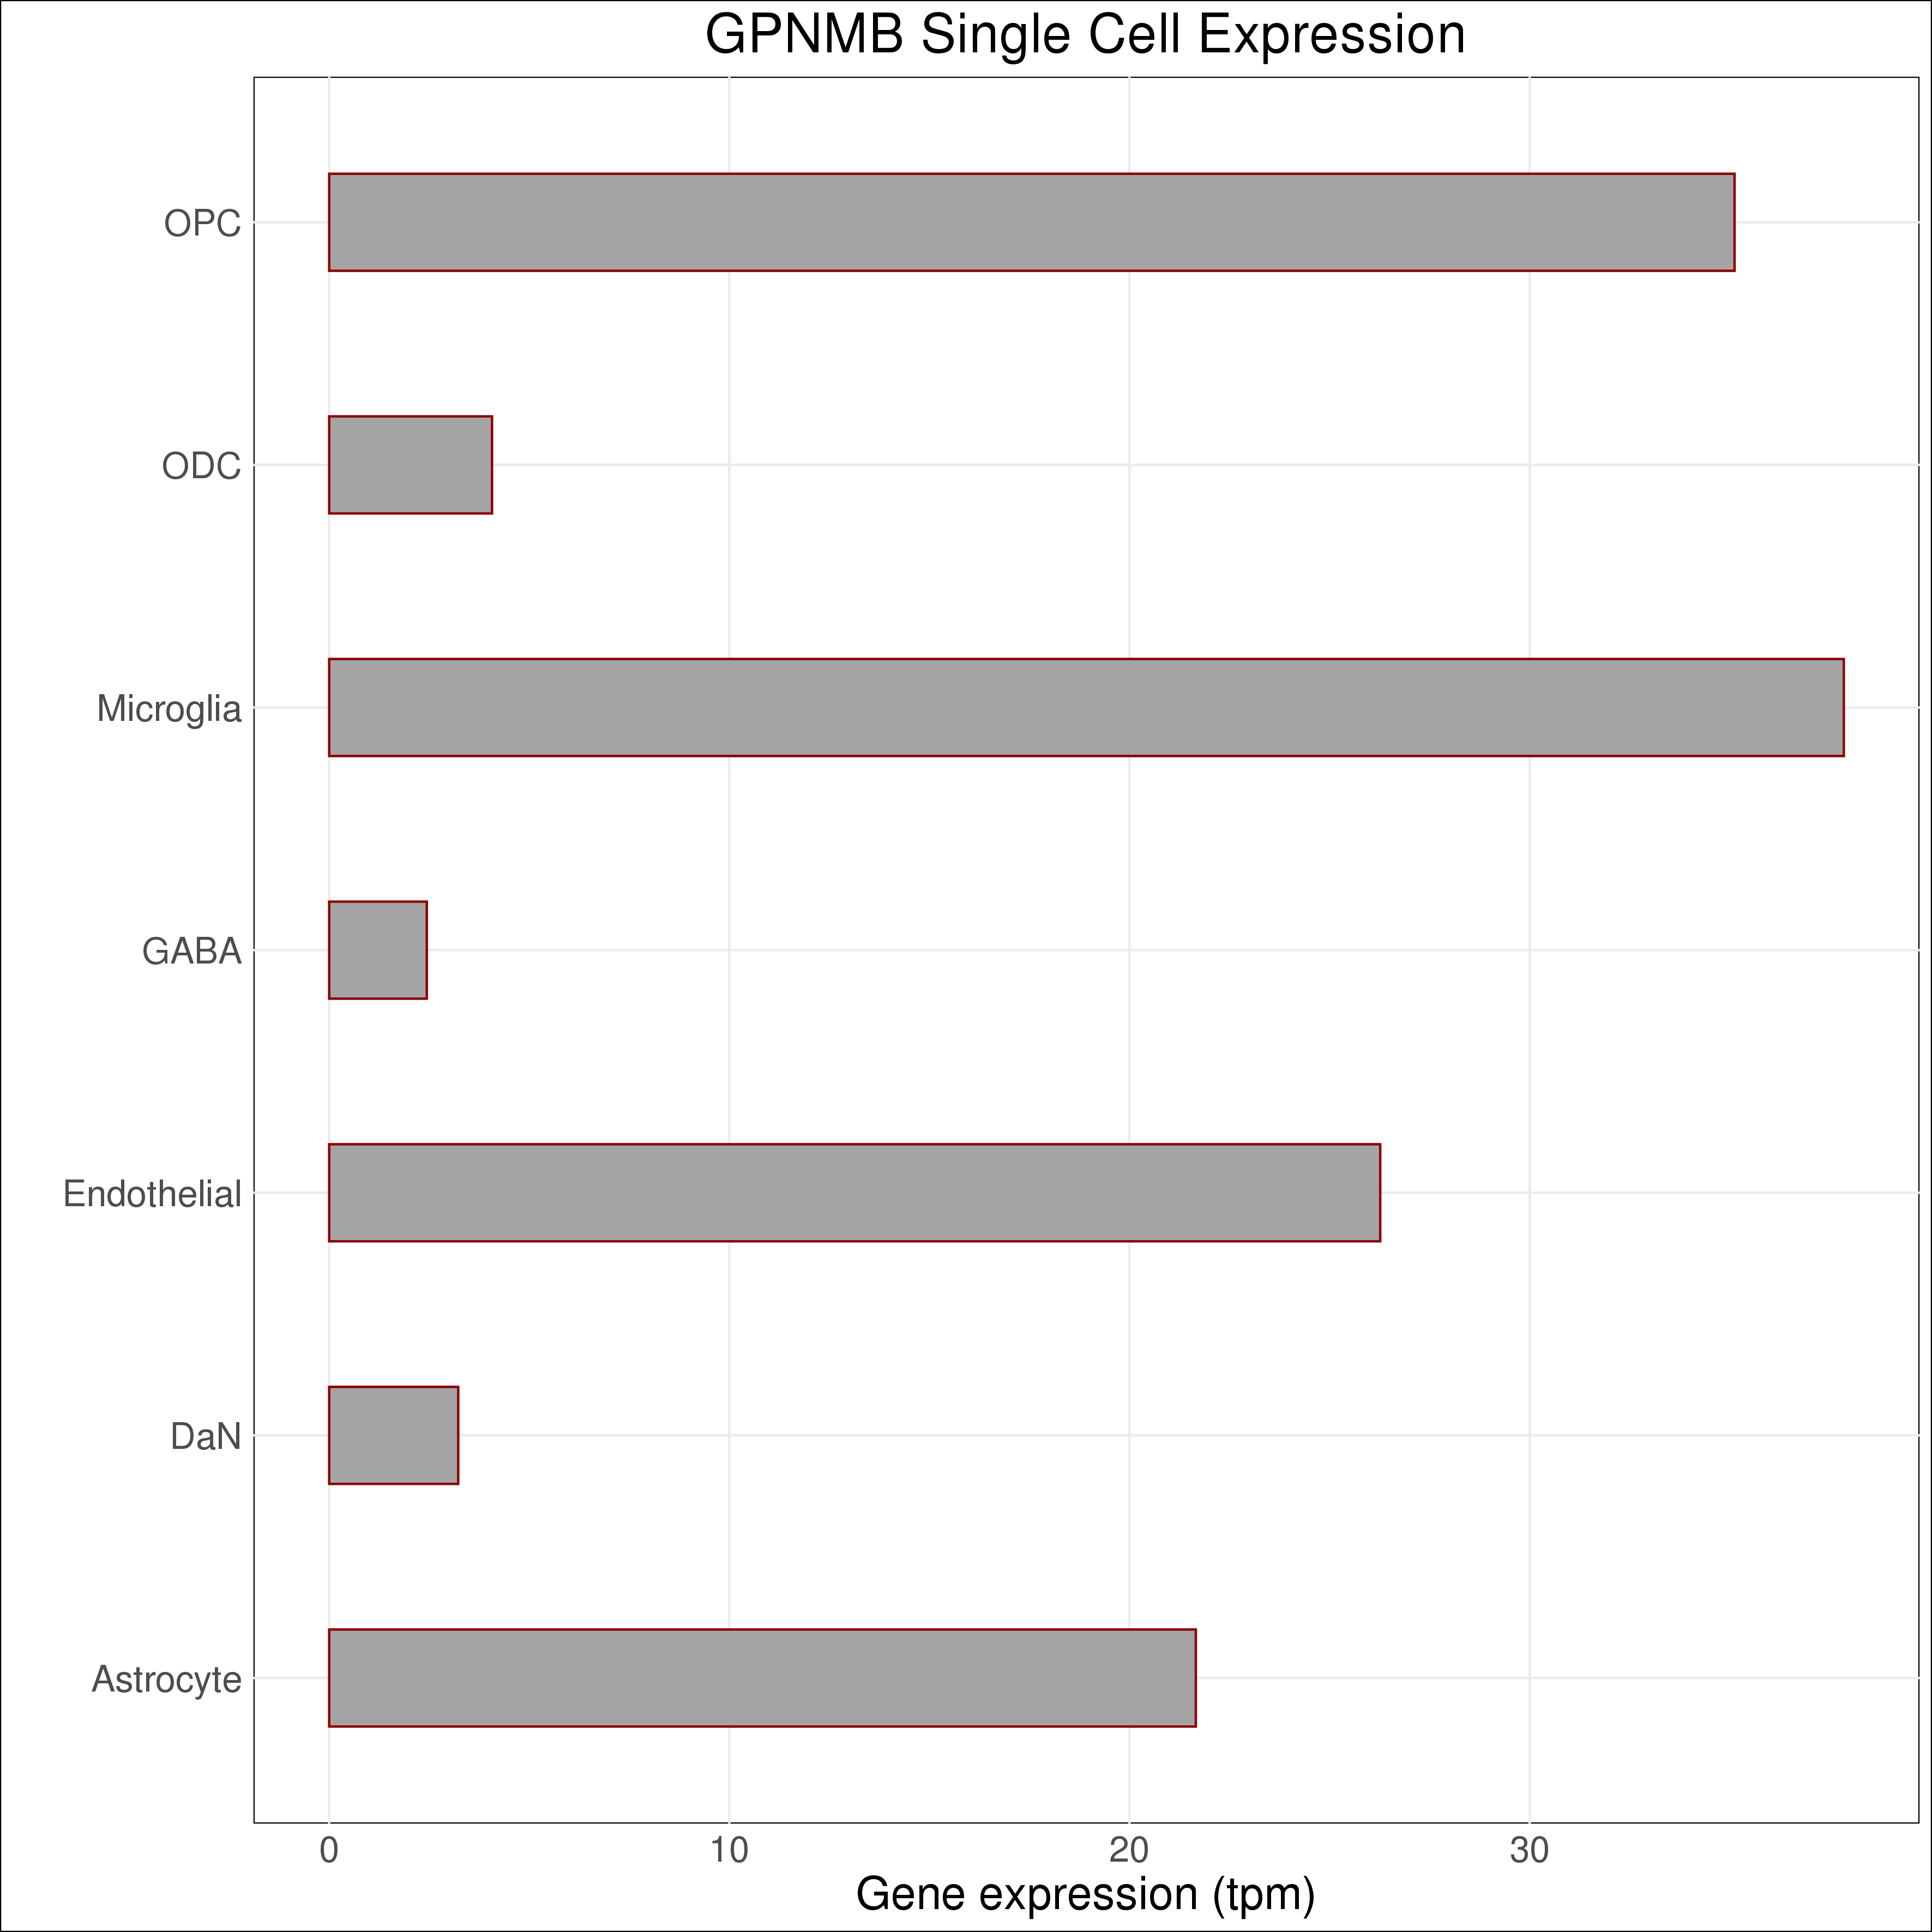 GPNMB Single Cell Expression
OPC
ODC
Microglia
GABA
Endothelial
DaN
Astrocyte
0 10 20 30
Gene expression (tpm)